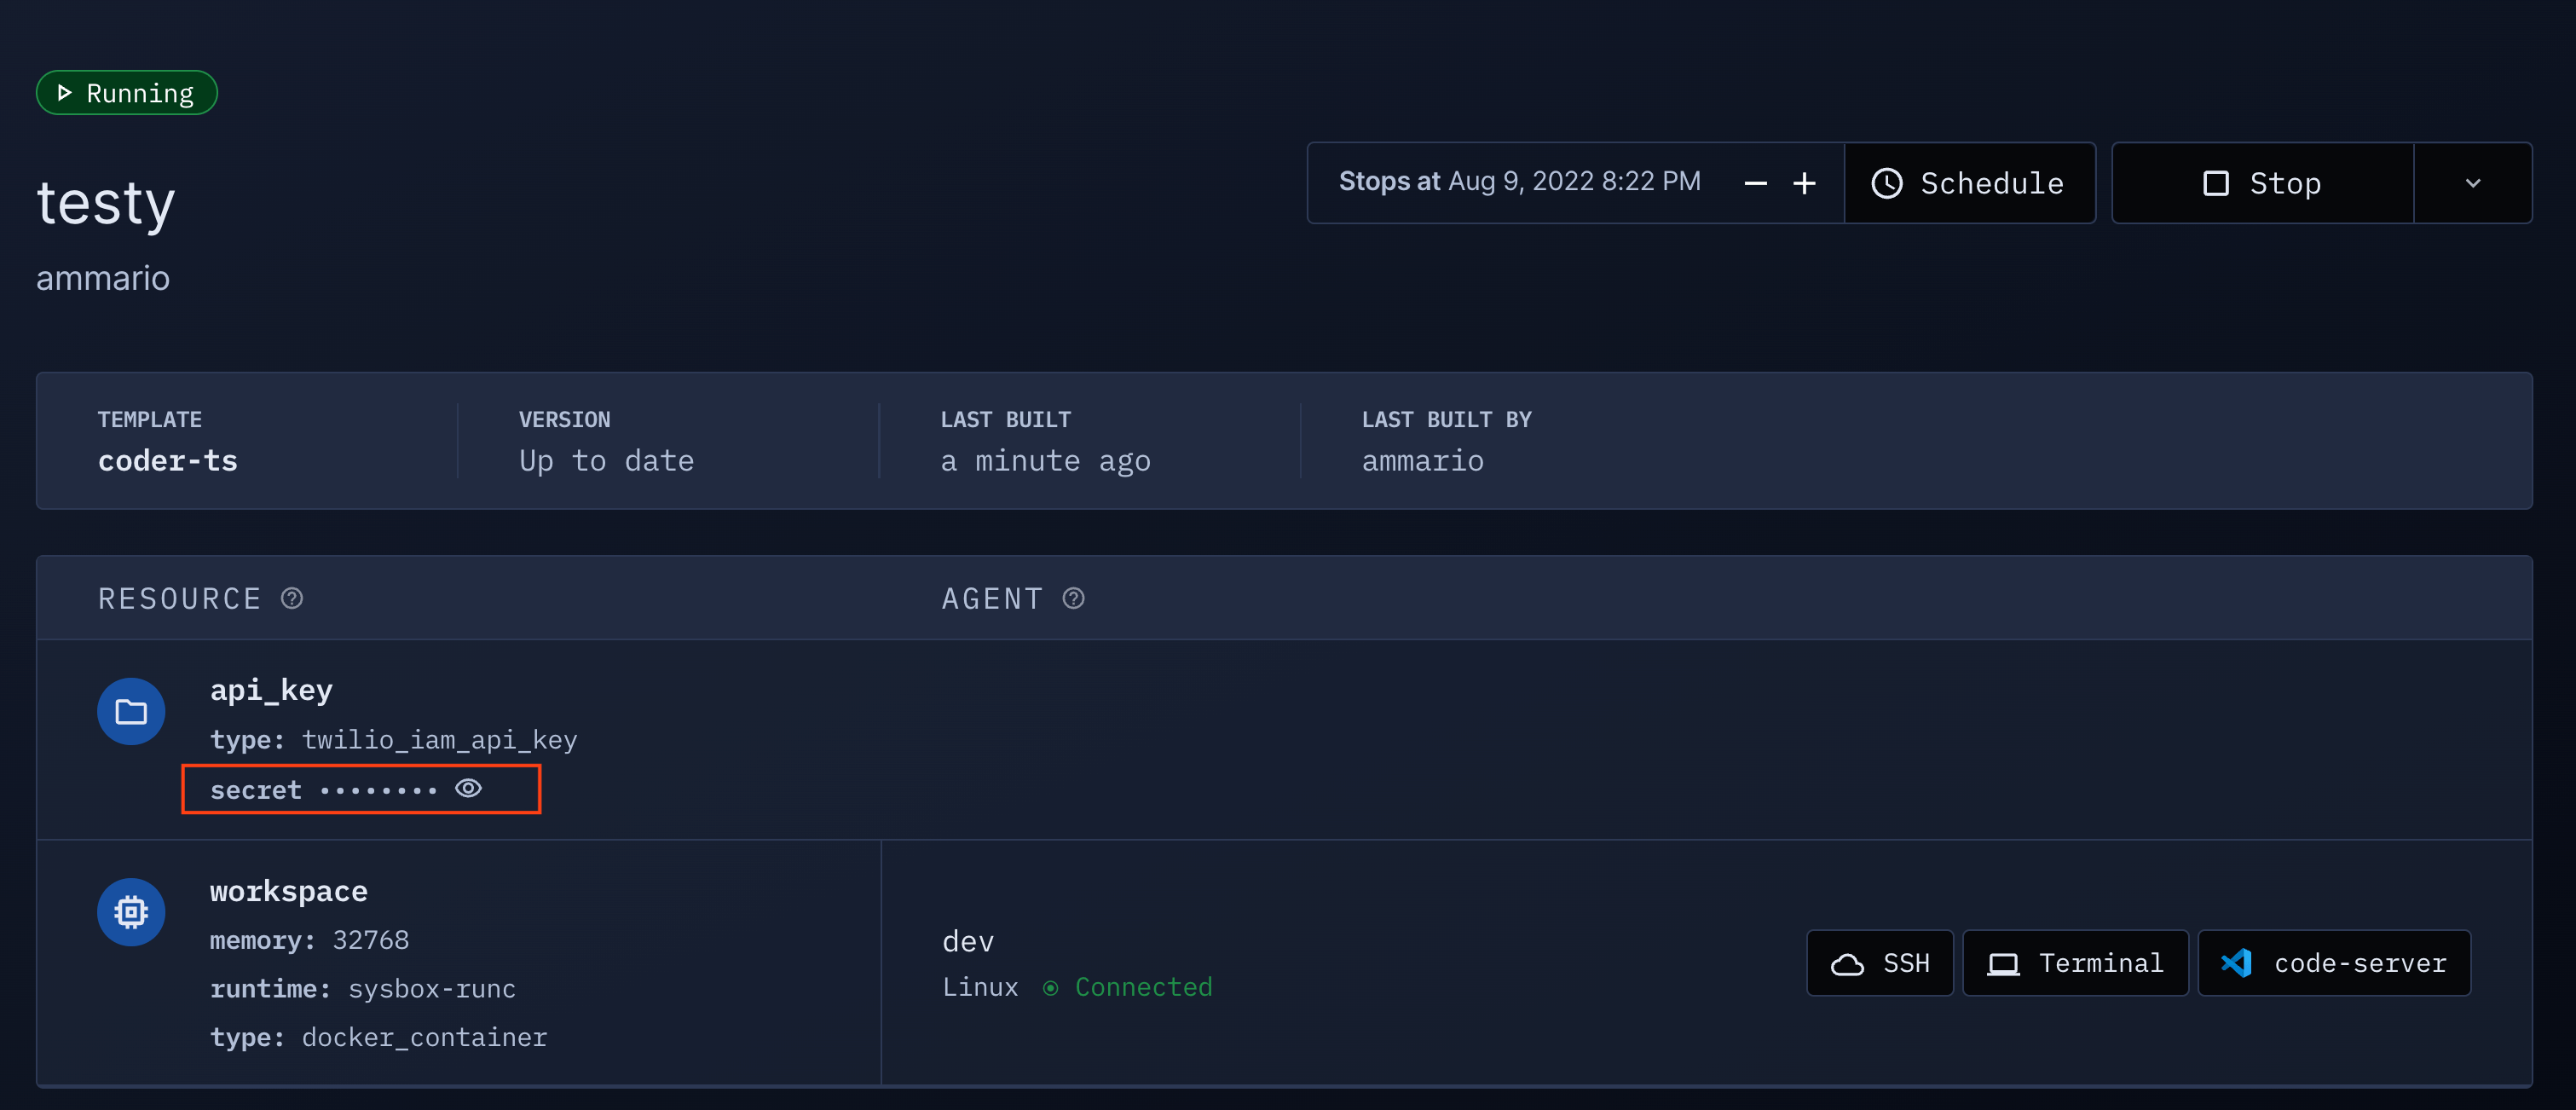 Running
testy
ammario
Stops at Aug 9, 2022 8:22 PM
Schedule
Stop
TEMPLATE
coder-ts
VERSION
Up to date
LAST BUILT
a minute ago
LAST BUILT BY
ammario
RESOURCE
AGENT
api_key
type: twilio_iam_api_key
secret ••••••••
workspace
memory: 32768
runtime: sysbox-runc
type: docker_container
dev
Linux Connected
SSH
Terminal
code-server